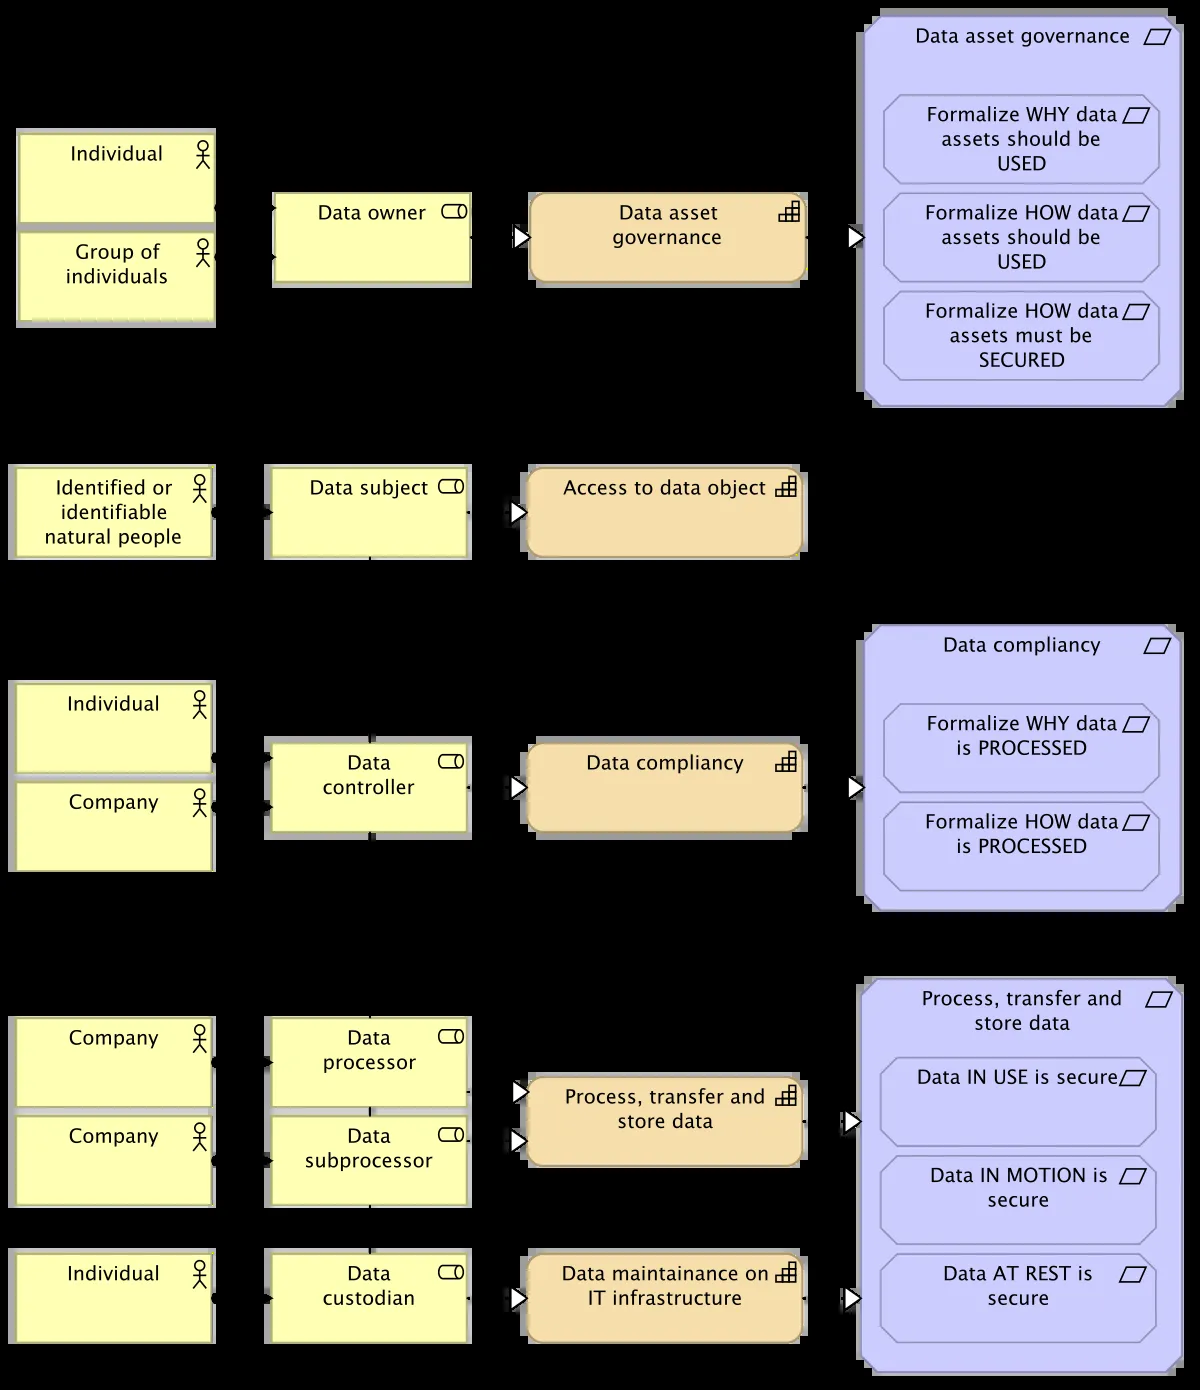 Data asset governance
Formalize WHY data
assets should be
USED
Individual
Group of
individuals
Data owner
Data asset
governance
Formalize HOW data
assets should be
USED
Formalize HOW data
assets must be
SECURED
Identified or
identifiable
natural people
Data subject
Access to data object
Data compliancy
Individual
Company
Data
controller
Data compliancy
Formalize WHY data
is PROCESSED
Formalize HOW data
is PROCESSED
Process, transfer and
store data
Company
Data
processor
Company
Data
subprocessor
Process, transfer and
store data
Data IN USE is secure
Data IN MOTION is
secure
Individual
Data
custodian
Data maintainance on
IT infrastructure
Data AT REST is
secure